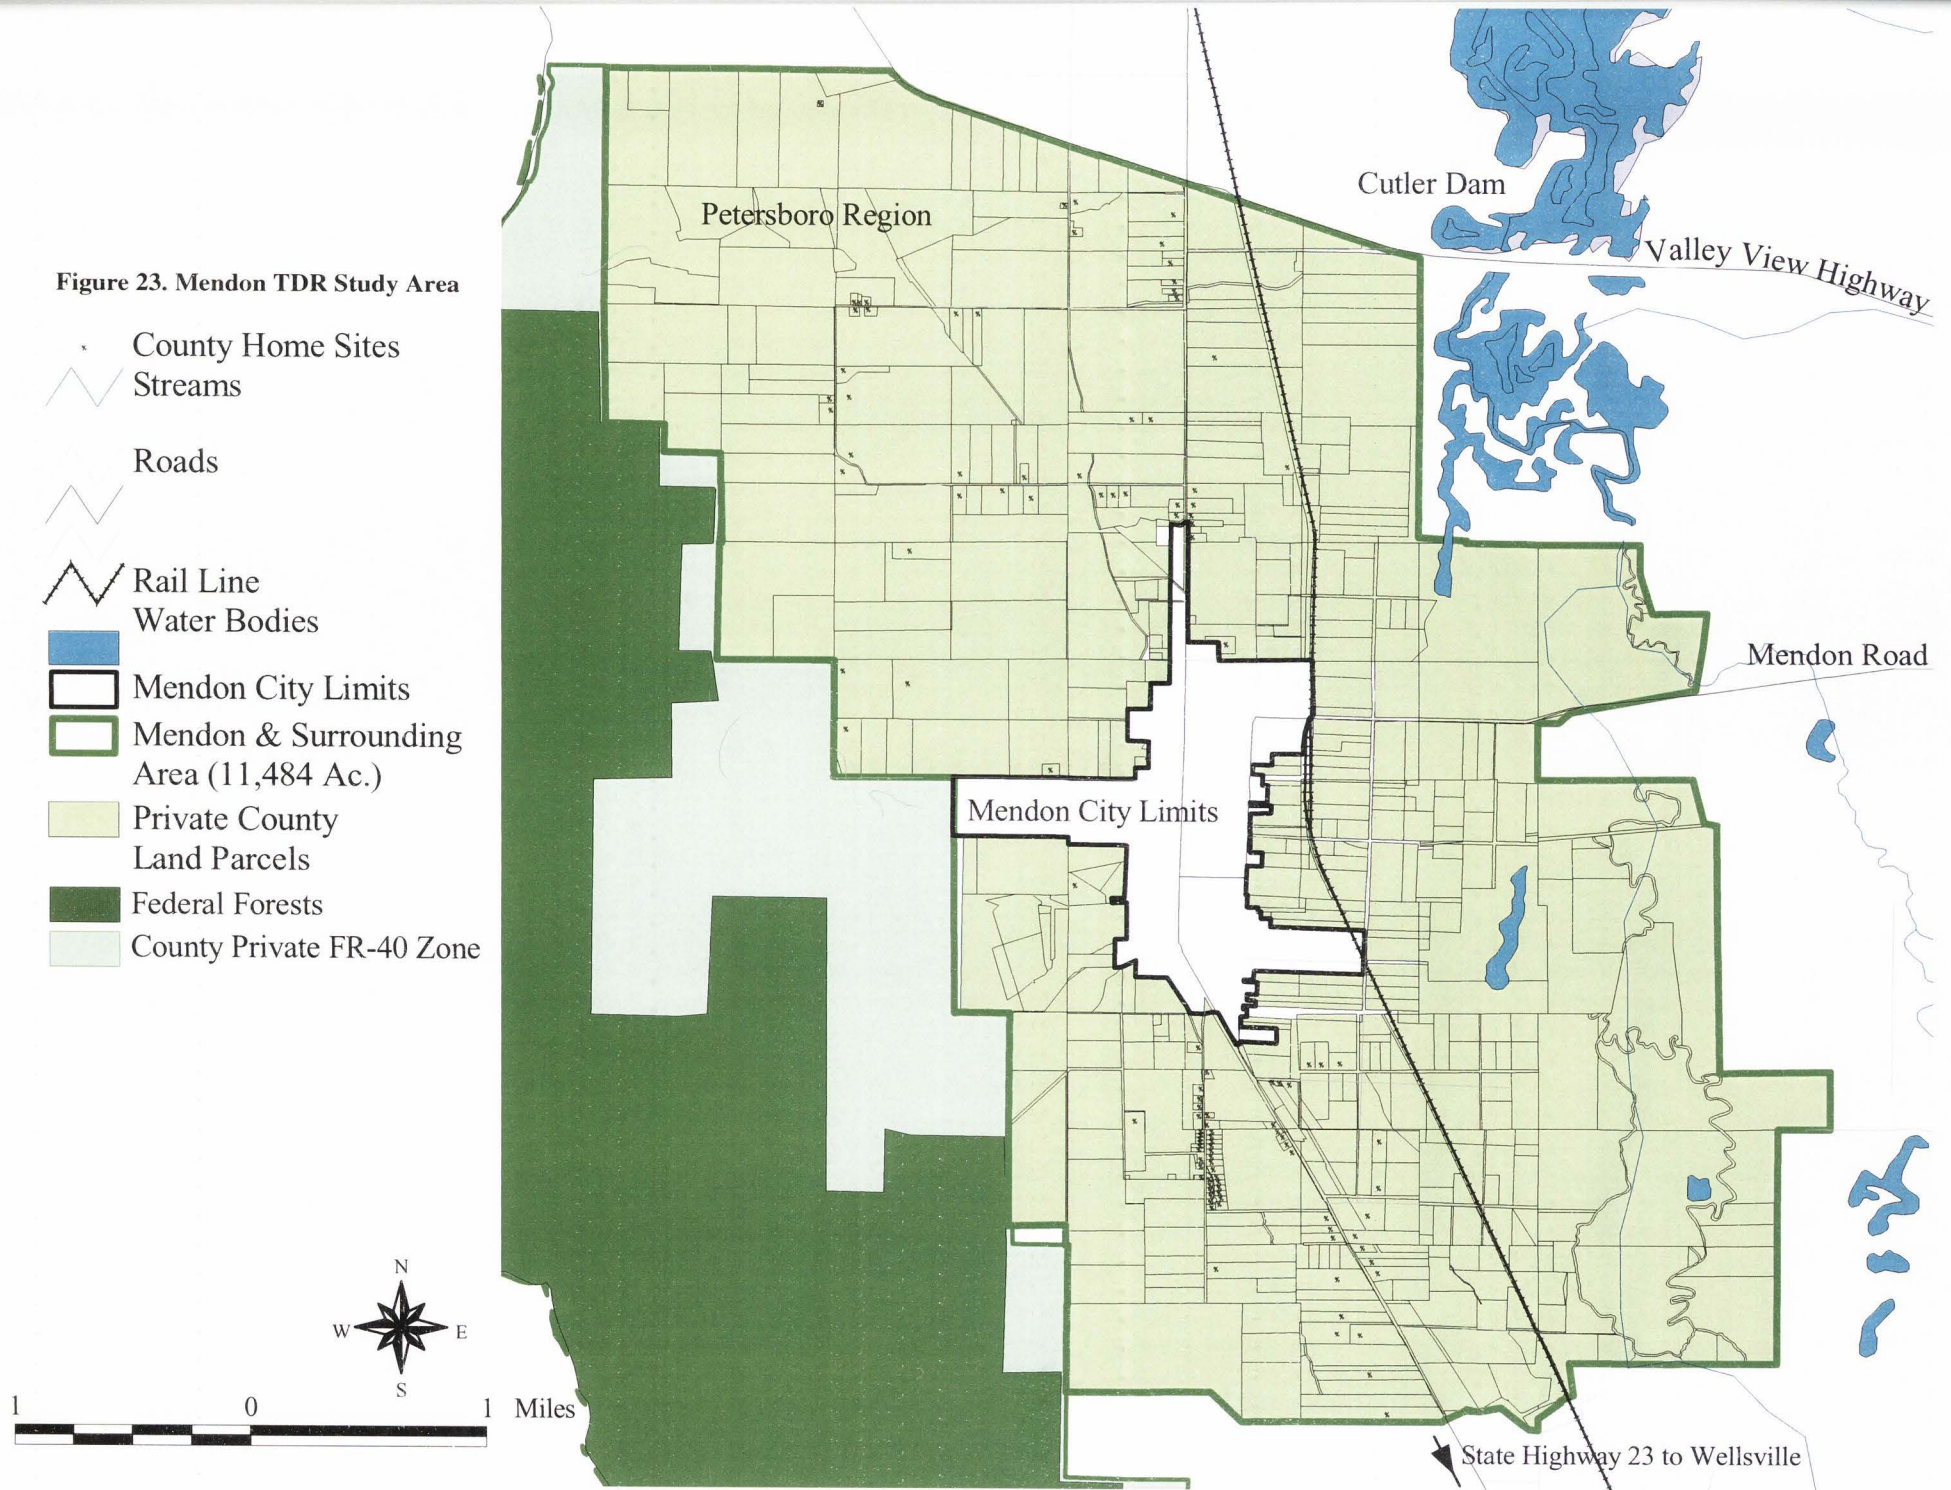 Figure 23. Mendon TDR Study Area
County Home Sites
Streams
Roads
Rail Line
Water Bodies
Mendon City Limits
Mendon & Surrounding
Area (11,484 Ac.)
Private County
Land Parcels
Federal Forests
County Private FR-40 Zone
N
W
E
S
1
0
1
Miles
Petersboro Region
Cutler Dam
Valley View Highway
Mendon Road
Mendon City Limits
State Highway 23 to Wellsville